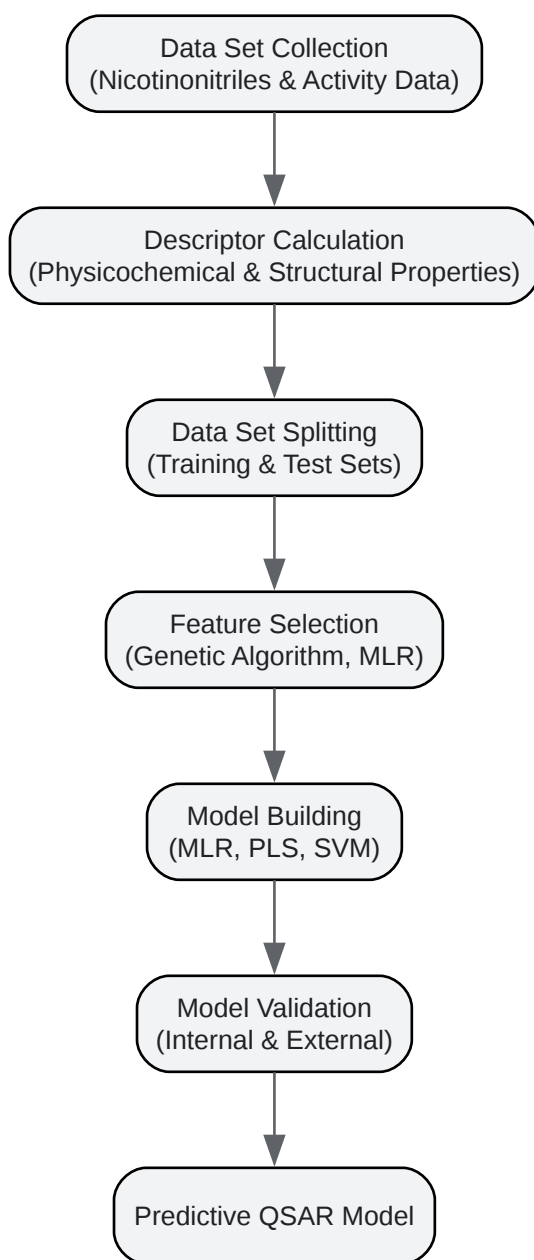 Data Set Collection
(Nicotinonitriles & Activity Data)
Descriptor Calculation
(Physicochemical & Structural Properties)
Data Set Splitting
(Training & Test Sets)
Feature Selection
(Genetic Algorithm, MLR)
Model Building
(MLR, PLS, SVM)
Model Validation
(Internal & External)
Predictive QSAR Model